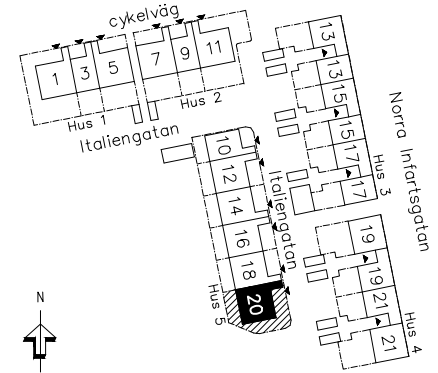 cykelväg
1
3
5
7
9
11
Hus 1
Hus 2
Italiengatan
13
13
15
15
17
17
Hus 3
Norra Infartsgatan
10
12
14
16
18
20
Hus 5
Italiengatan
19
19
21
21
Hus 4
N